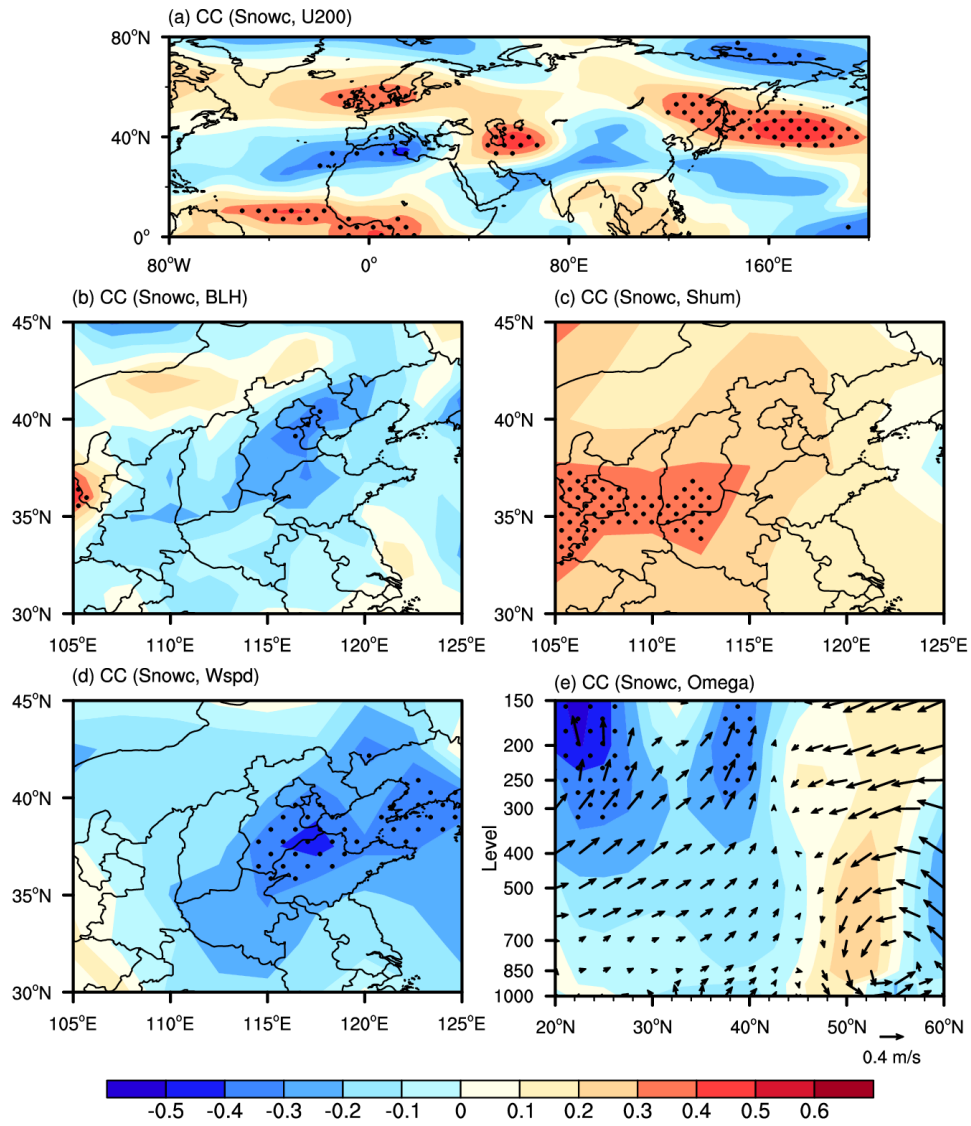 (a) CC (Snowc, U200)
80°N
40°N
0°
80°W 0° 80°E 160°E
(b) CC (Snowc, BLH) (c) CC (Snowc, Shum)
45°N 45°N
40°N 40°N
35°N 35°N
30°N 30°N
105°E 110°E 115°E 120°E 125°E 105°E 110°E 115°E 120°E 125°E
(d) CC (Snowc, Wspd) (e) CC (Snowc, Omega)
45°N 150
200
40°N 250
300
Level
400
35°N 500
700
850
30°N 1000
105°E 110°E 115°E 120°E 125°E 20°N 30°N 40°N 50°N 60°N
0.4 m/s
-0.5 -0.4 -0.3 -0.2 -0.1 0 0.1 0.2 0.3 0.4 0.5 0.6